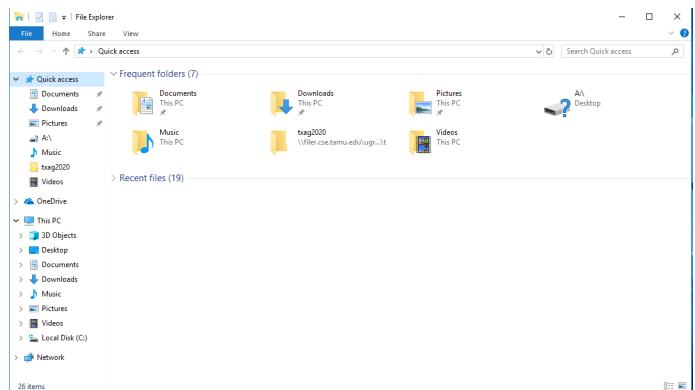 File Explorer
File Home Share View
Quick access Search Quick access
Quick access
Documents
Downloads
Pictures
A:\
Music
txag2020
Videos
OneDrive
This PC
3D Objects
Desktop
Documents
Downloads
Music
Pictures
Videos
Local Disk (C:)
Network
Frequent folders (7)
Documents
This PC
Downloads
This PC
Pictures
This PC
A:\
Desktop
Music
This PC
txag2020
\\filer.cse.tamu.edu\ugr...\t
Videos
This PC
Recent files (19)
26 items